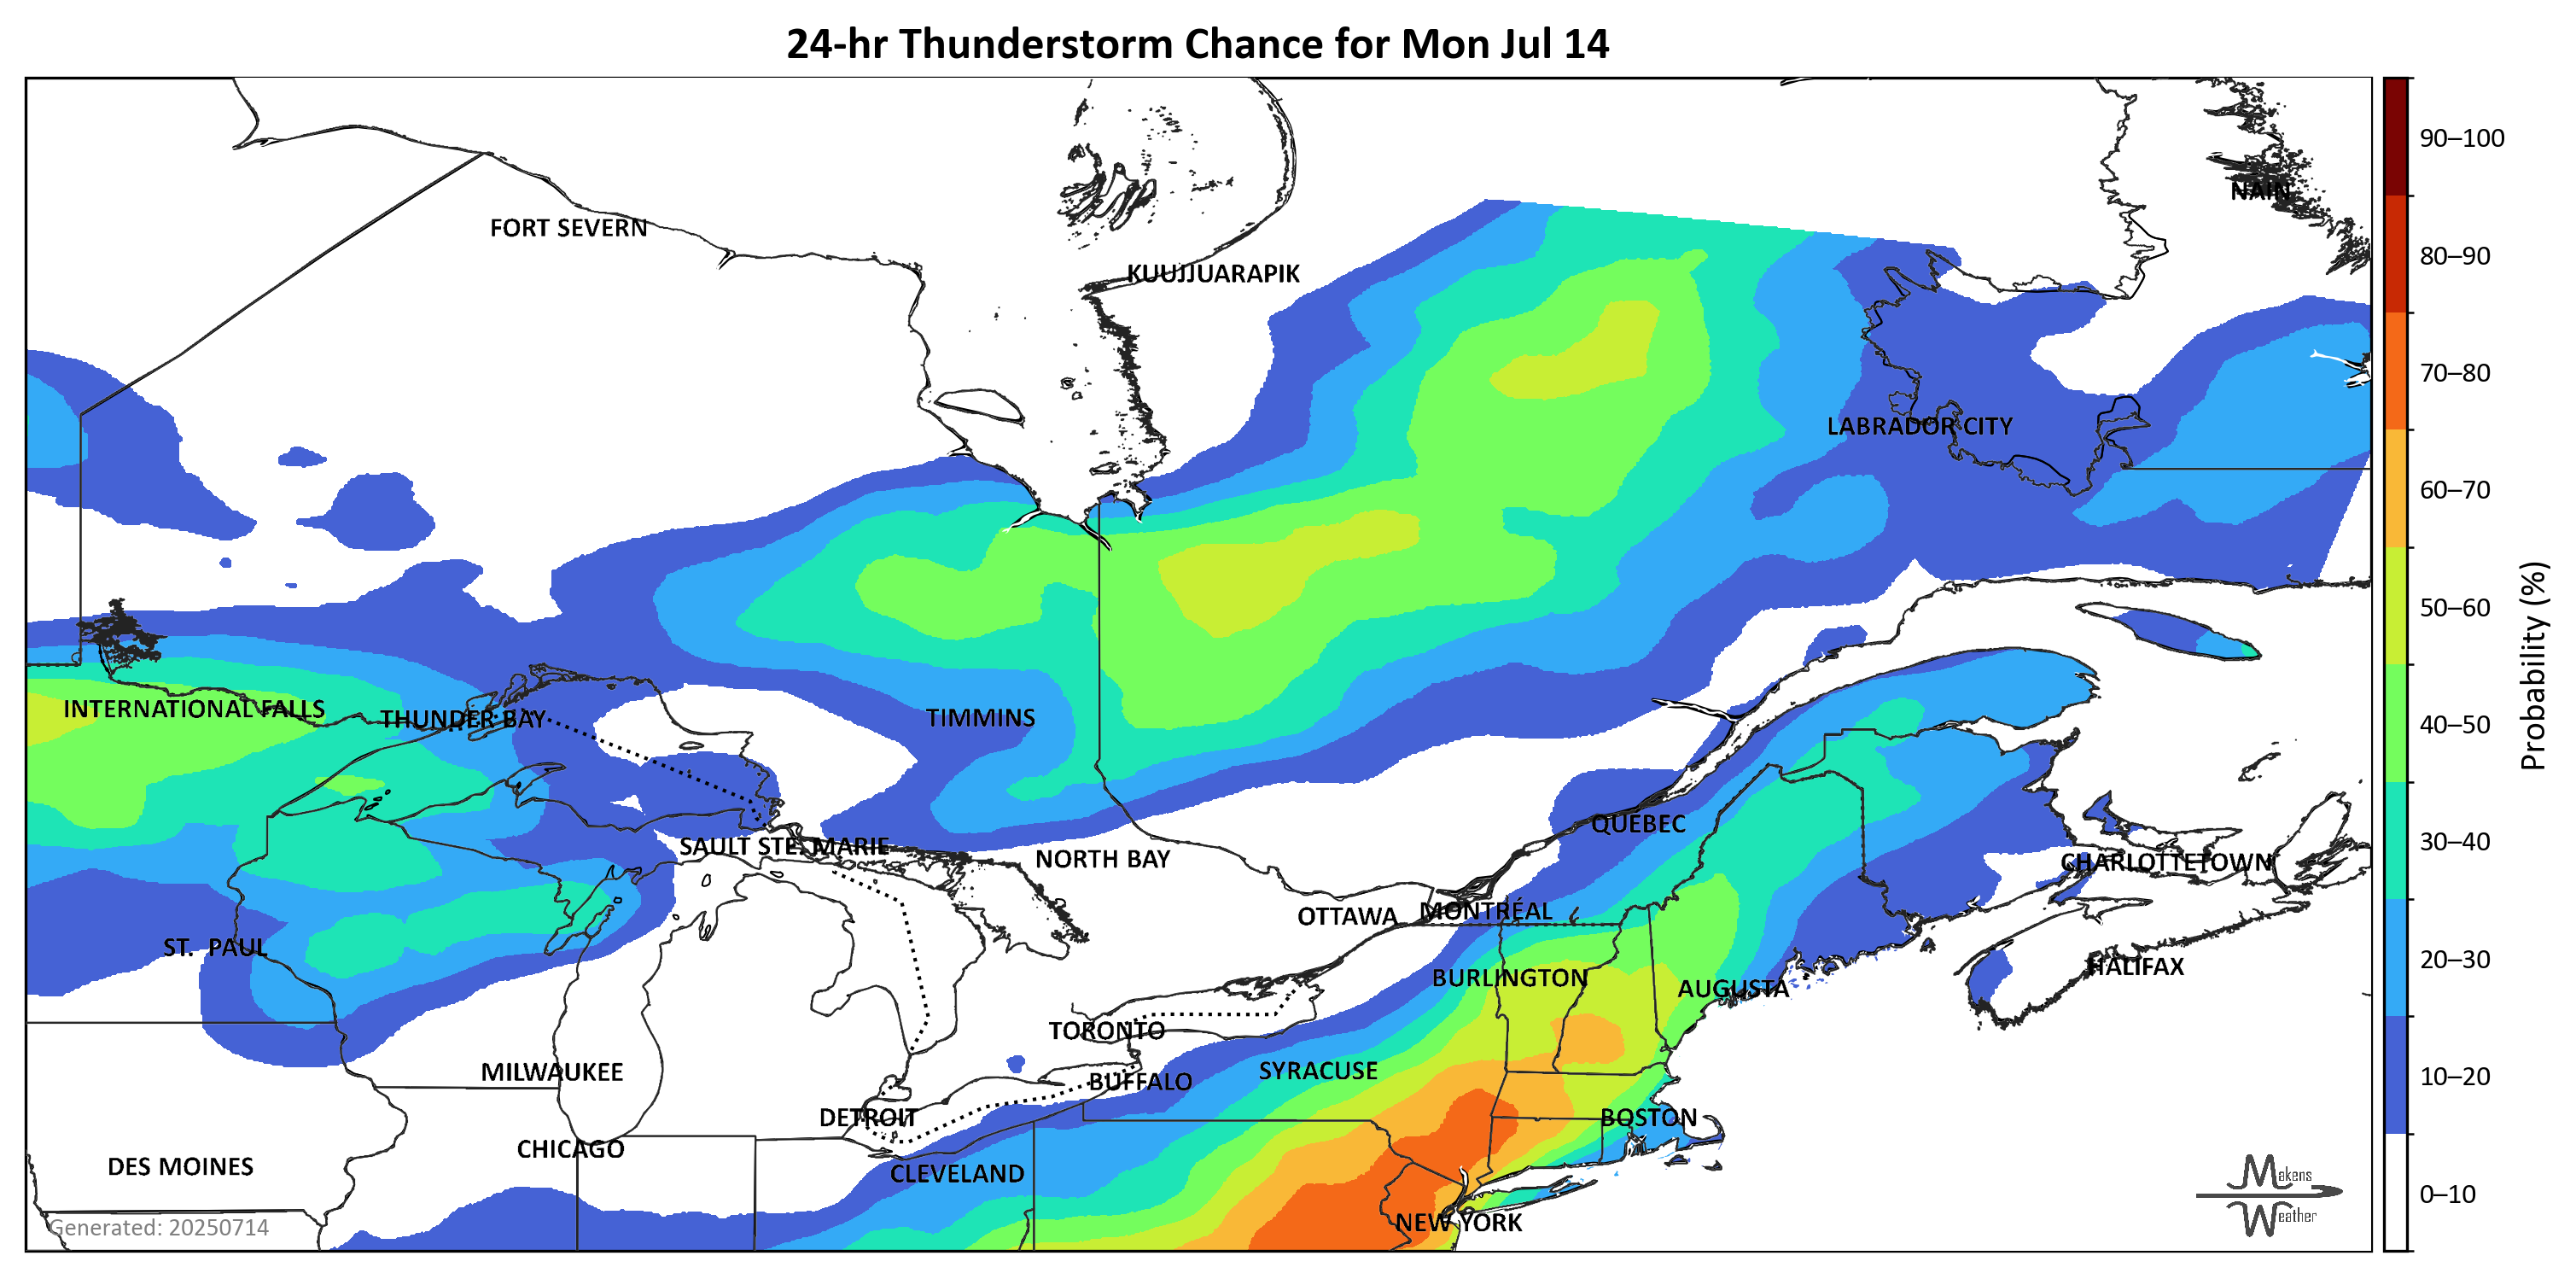 24-hr Thunderstorm Chance for Mon Jul 14
NAIN
FORT SEVERN
KUUJJUARAPIK
LABRADOR CITY
INTERNATIONAL FALLS
THUNDER BAY
TIMMINS
QUEBEC
SAULT STE. MARIE
NORTH BAY
CHARLOTTETOWN
OTTAWA
MONTRÉAL
ST. PAUL
BURLINGTON
AUGUSTA
HALIFAX
TORONTO
MILWAUKEE
BUFFALO
SYRACUSE
DETROIT
BOSTON
CHICAGO
DES MOINES
CLEVELAND
NEW YORK
Generated: 20250714
Makens
Weather
90–100
80–90
70–80
60–70
50–60
40–50
30–40
20–30
10–20
0–10
Probability (%)